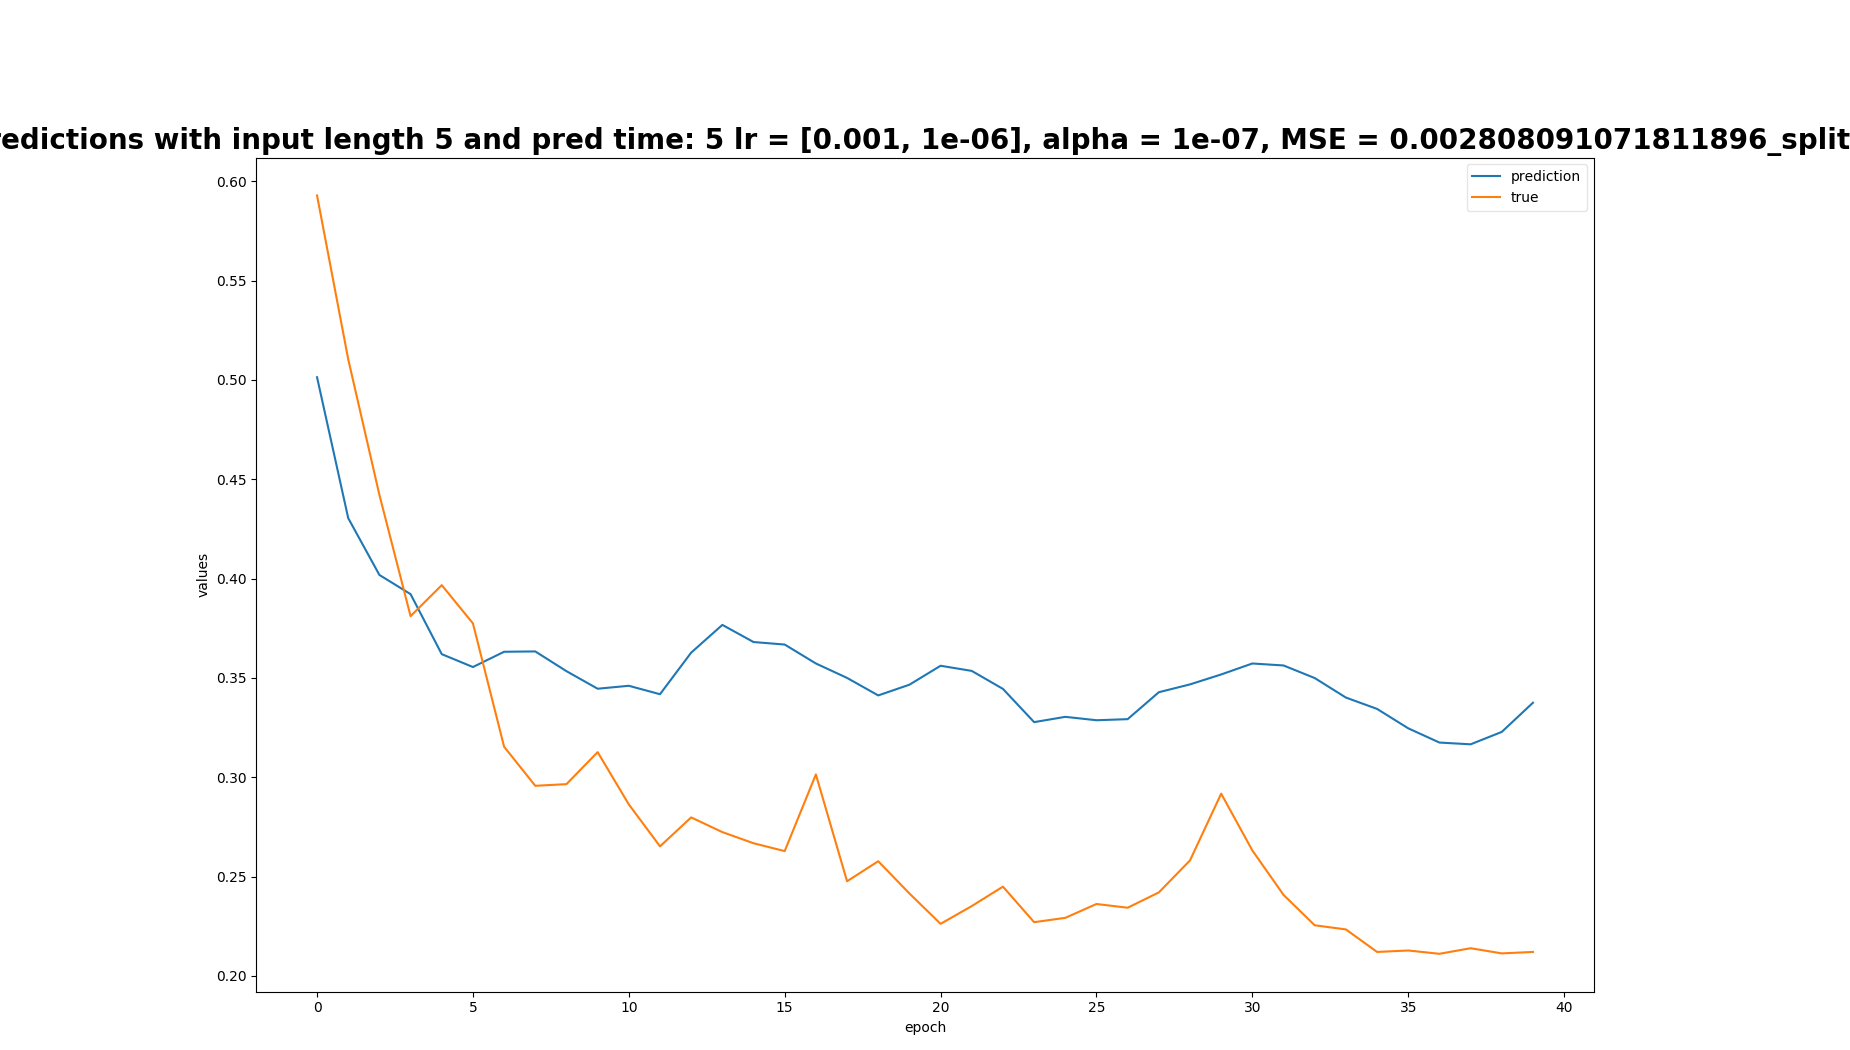 redictions with input length 5 and pred time: 5 lr = [0.001, 1e-06], alpha = 1e-07, MSE = 0.002808091071811896_split
prediction
true
0.60
0.55
0.50
0.45
0.40
0.35
0.30
0.25
0.20
values
0 5 10 15 20 25 30 35 40
epoch